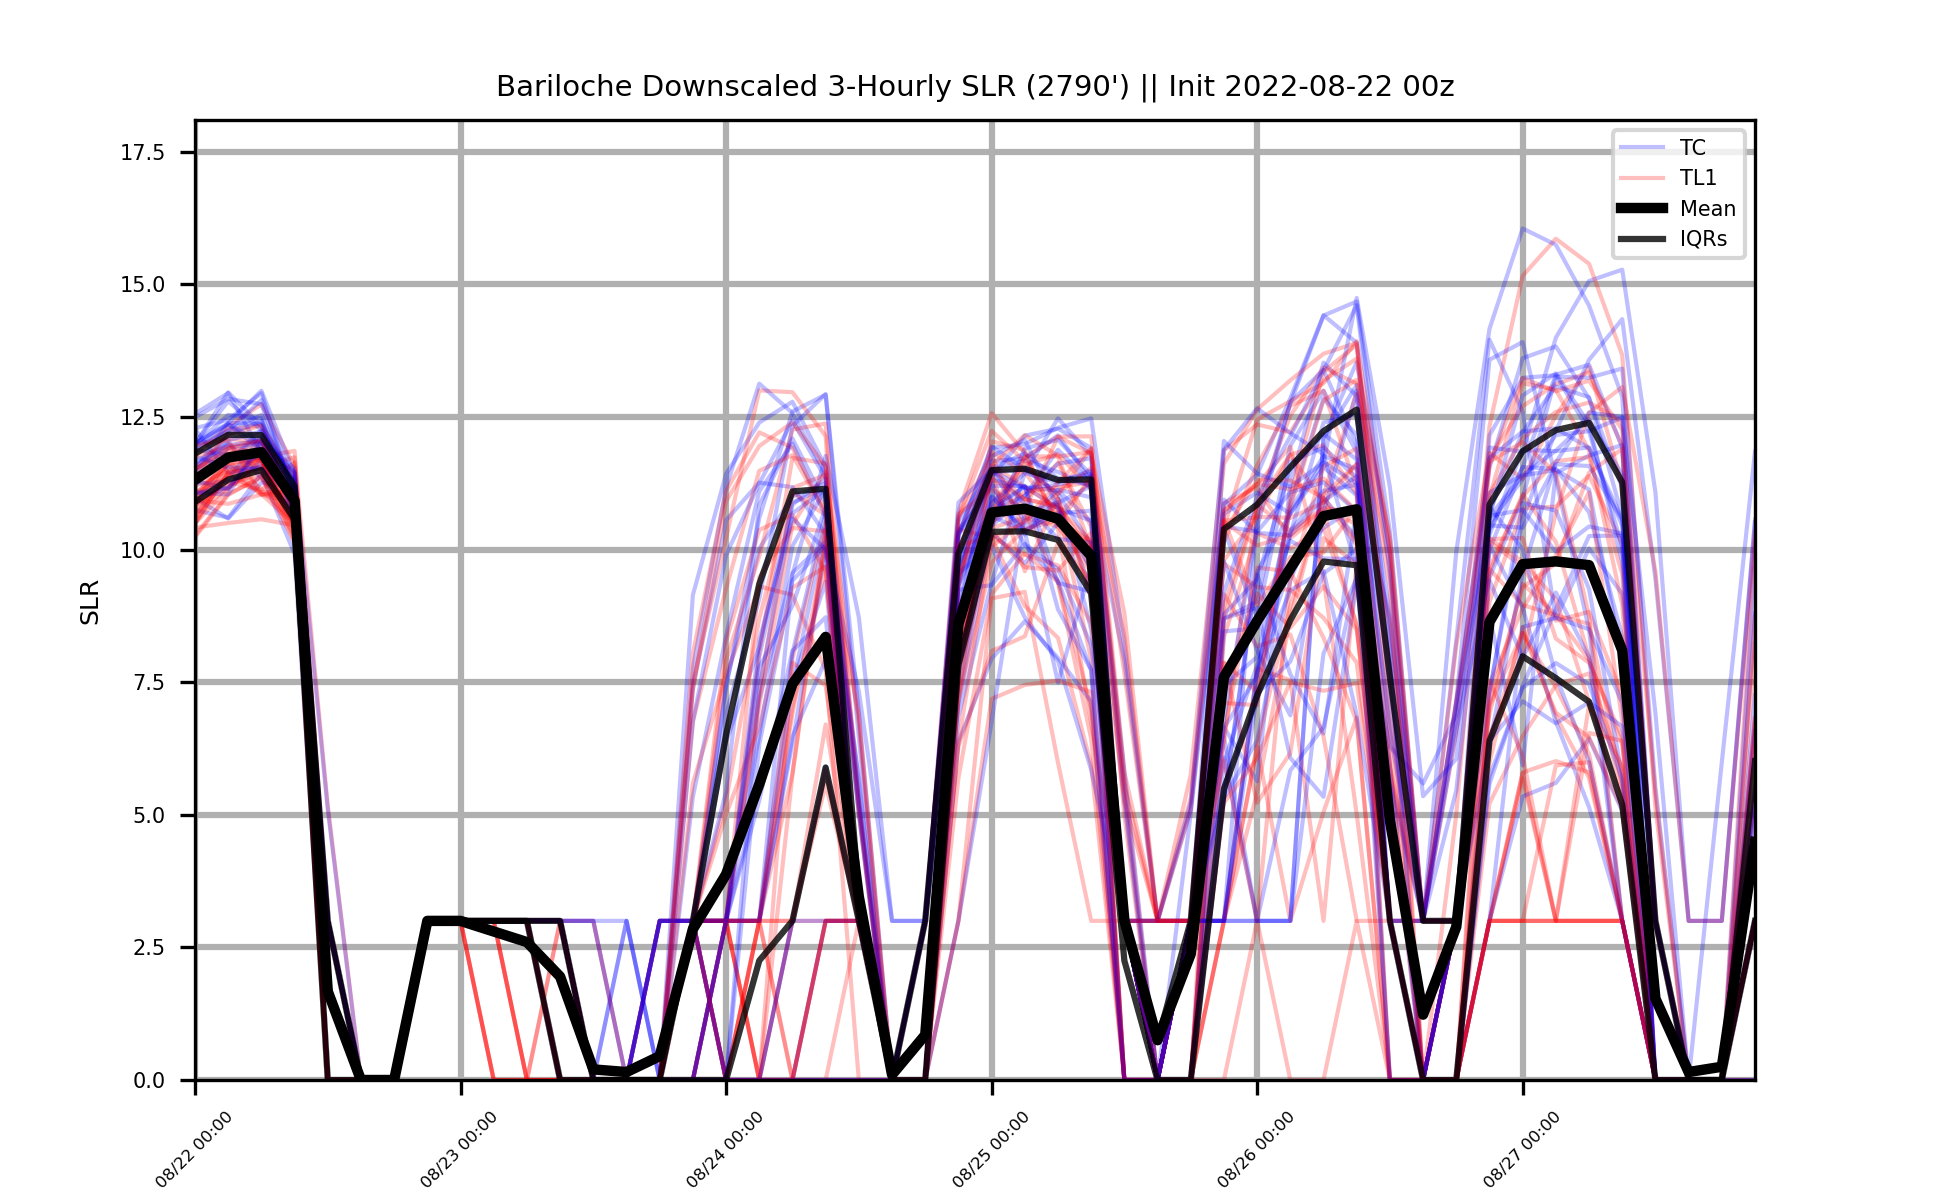 Bariloche Downscaled 3-Hourly SLR (2790') || Init 2022-08-22 00z
TC
TL1
Mean
IQRs
SLR
17.5
15.0
12.5
10.0
7.5
5.0
2.5
0.0
08/22 00:00
08/23 00:00
08/24 00:00
08/25 00:00
08/26 00:00
08/27 00:00